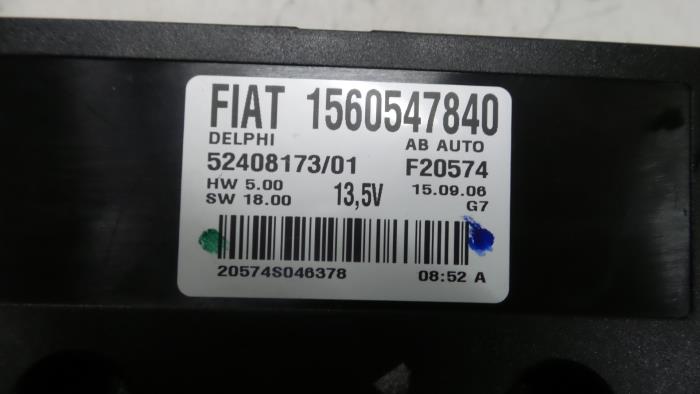 FIAT 1560547840
DELPHI AB AUTO
52408173/01 F20574
HW 5.00 13,5V 15.09.06
SW 18.00 G7
20574S046378 08:52 A